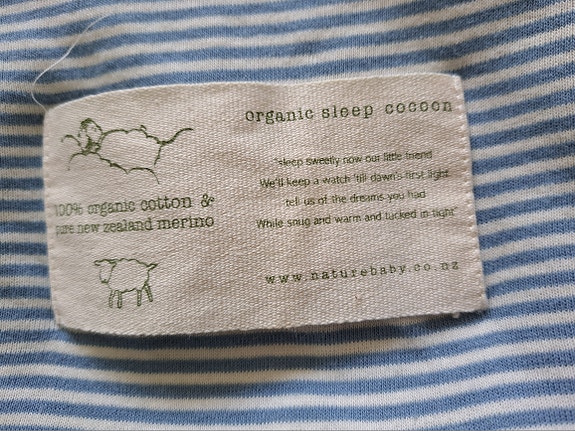 organic sleep cocoon
"sleep sweetly now our little friend
We'll keep a watch 'till dawn's first light
tell us of the dreams you had
While snug and warm and tucked in tight"
100% organic cotton &
pure new zealand merino
www.naturebaby.co.nz